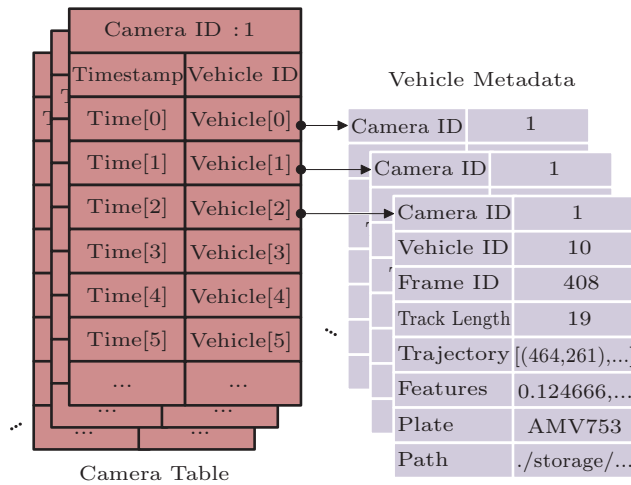 Camera ID : 1
Timestamp Vehicle ID
Time[0] Vehicle[0]
Time[1] Vehicle[1]
Time[2] Vehicle[2]
Time[3] Vehicle[3]
Time[4] Vehicle[4]
Time[5] Vehicle[5]
... ...
... ...
... ...
...
Camera Table
Vehicle Metadata
Camera ID 1
Camera ID 1
Camera ID 1
Vehicle ID 10
Frame ID 408
Track Length 19
Trajectory [(464,261),...]
Features 0.124666,...
Plate AMV753
Path ./storage/...
...